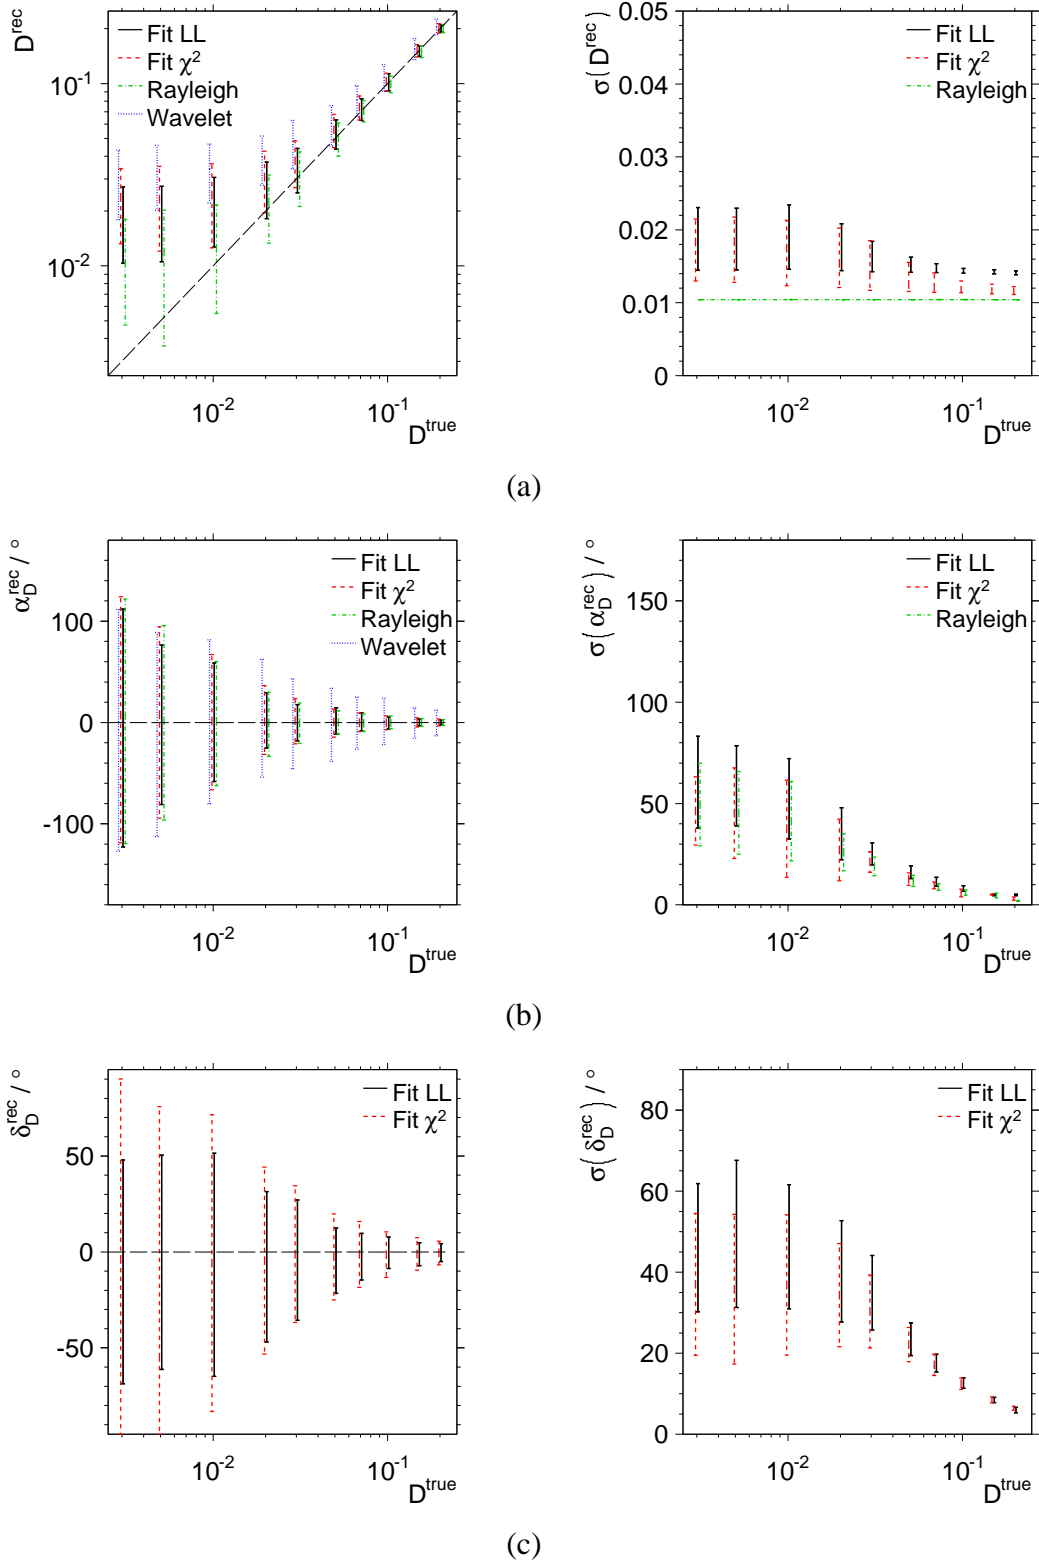 D^rec
Fit LL
Fit χ²
Rayleigh
Wavelet
10⁻¹
10⁻²
10⁻² 10⁻¹
D^true
σ( D^rec )
0.05
0.04
0.03
0.02
0.01
0
Fit LL
Fit χ²
Rayleigh
10⁻² 10⁻¹
D^true
(a)
α_D^rec / °
100
0
-100
Fit LL
Fit χ²
Rayleigh
Wavelet
10⁻² 10⁻¹
D^true
σ( α_D^rec ) / °
150
100
50
0
Fit LL
Fit χ²
Rayleigh
10⁻² 10⁻¹
D^true
(b)
δ_D^rec / °
50
0
-50
Fit LL
Fit χ²
10⁻² 10⁻¹
D^true
σ( δ_D^rec ) / °
80
60
40
20
0
Fit LL
Fit χ²
10⁻² 10⁻¹
D^true
(c)